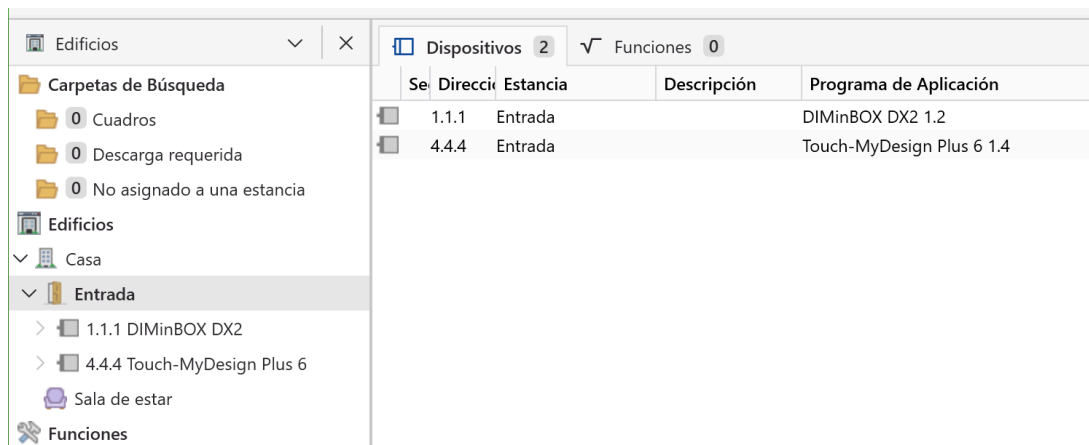 Edificios
Carpetas de Búsqueda
0 Cuadros
0 Descarga requerida
0 No asignado a una estancia
Edificios
Casa
Entrada
1.1.1 DIMinBOX DX2
4.4.4 Touch-MyDesign Plus 6
Sala de estar
Funciones
Dispositivos 2 Funciones 0
Se Direcci Estancia Descripción Programa de Aplicación
1.1.1 Entrada DIMinBOX DX2 1.2
4.4.4 Entrada Touch-MyDesign Plus 6 1.4